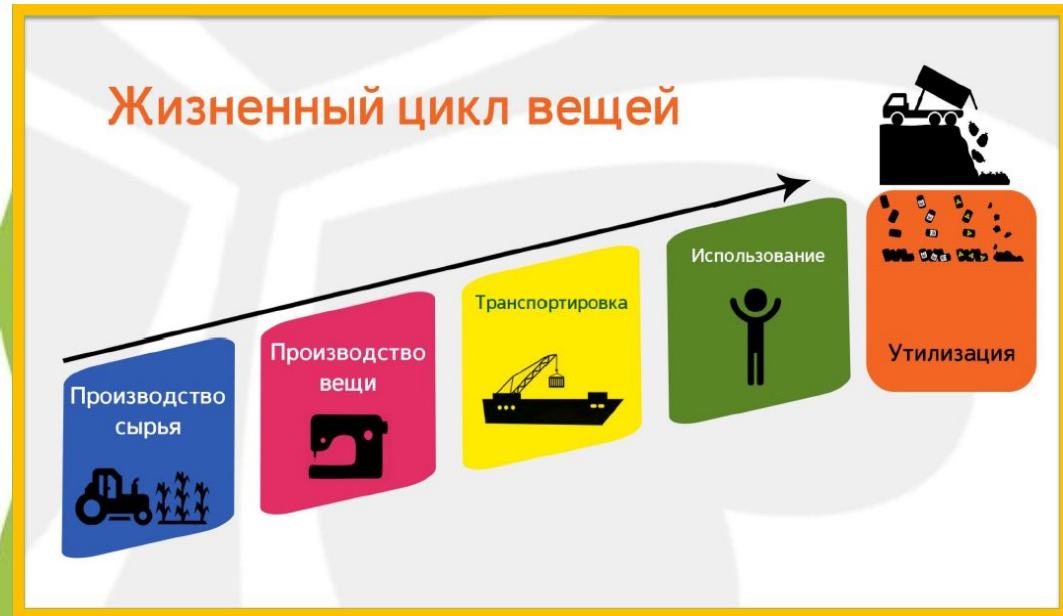 Жизненный цикл вещей
Производство
сырья
Производство
вещи
Транспортировка
Использование
Утилизация